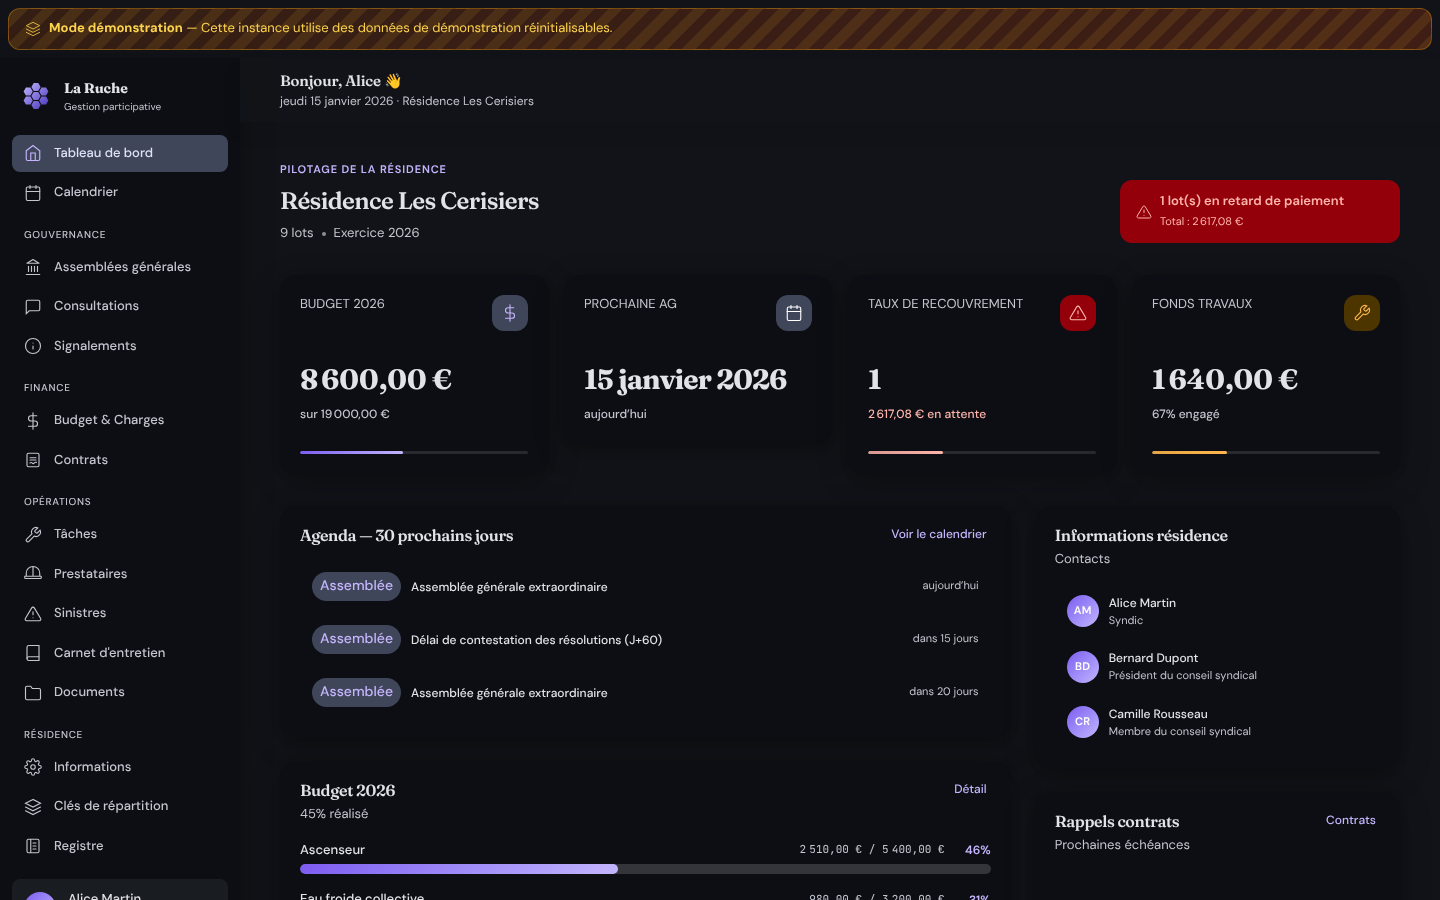 Mode démonstration — Cette instance utilise des données de démonstration réinitialisables.
La Ruche
Gestion participative
Tableau de bord
Calendrier
GOUVERNANCE
Assemblées générales
Consultations
Signalements
FINANCE
Budget & Charges
Contrats
OPÉRATIONS
Tâches
Prestataires
Sinistres
Carnet d'entretien
Documents
RÉSIDENCE
Informations
Clés de répartition
Registre
Alice Martin
Bonjour, Alice 👋
jeudi 15 janvier 2026 · Résidence Les Cerisiers
PILOTAGE DE LA RÉSIDENCE
Résidence Les Cerisiers
9 lots • Exercice 2026
1 lot(s) en retard de paiement
Total : 2 617,08 €
BUDGET 2026
8 600,00 €
sur 19 000,00 €
PROCHAINE AG
15 janvier 2026
aujourd’hui
TAUX DE RECOUVREMENT
1
2 617,08 € en attente
FONDS TRAVAUX
1 640,00 €
67% engagé
Agenda — 30 prochains jours
Voir le calendrier
Assemblée Assemblée générale extraordinaire aujourd’hui
Assemblée Délai de contestation des résolutions (J+60) dans 15 jours
Assemblée Assemblée générale extraordinaire dans 20 jours
Informations résidence
Contacts
AM Alice Martin
Syndic
BD Bernard Dupont
Président du conseil syndical
CR Camille Rousseau
Membre du conseil syndical
Budget 2026
Détail
45% réalisé
Ascenseur 2 510,00 € / 5 400,00 € 46%
Eau froide collective 980,00 € / 3 200,00 € 31%
Rappels contrats
Contrats
Prochaines échéances